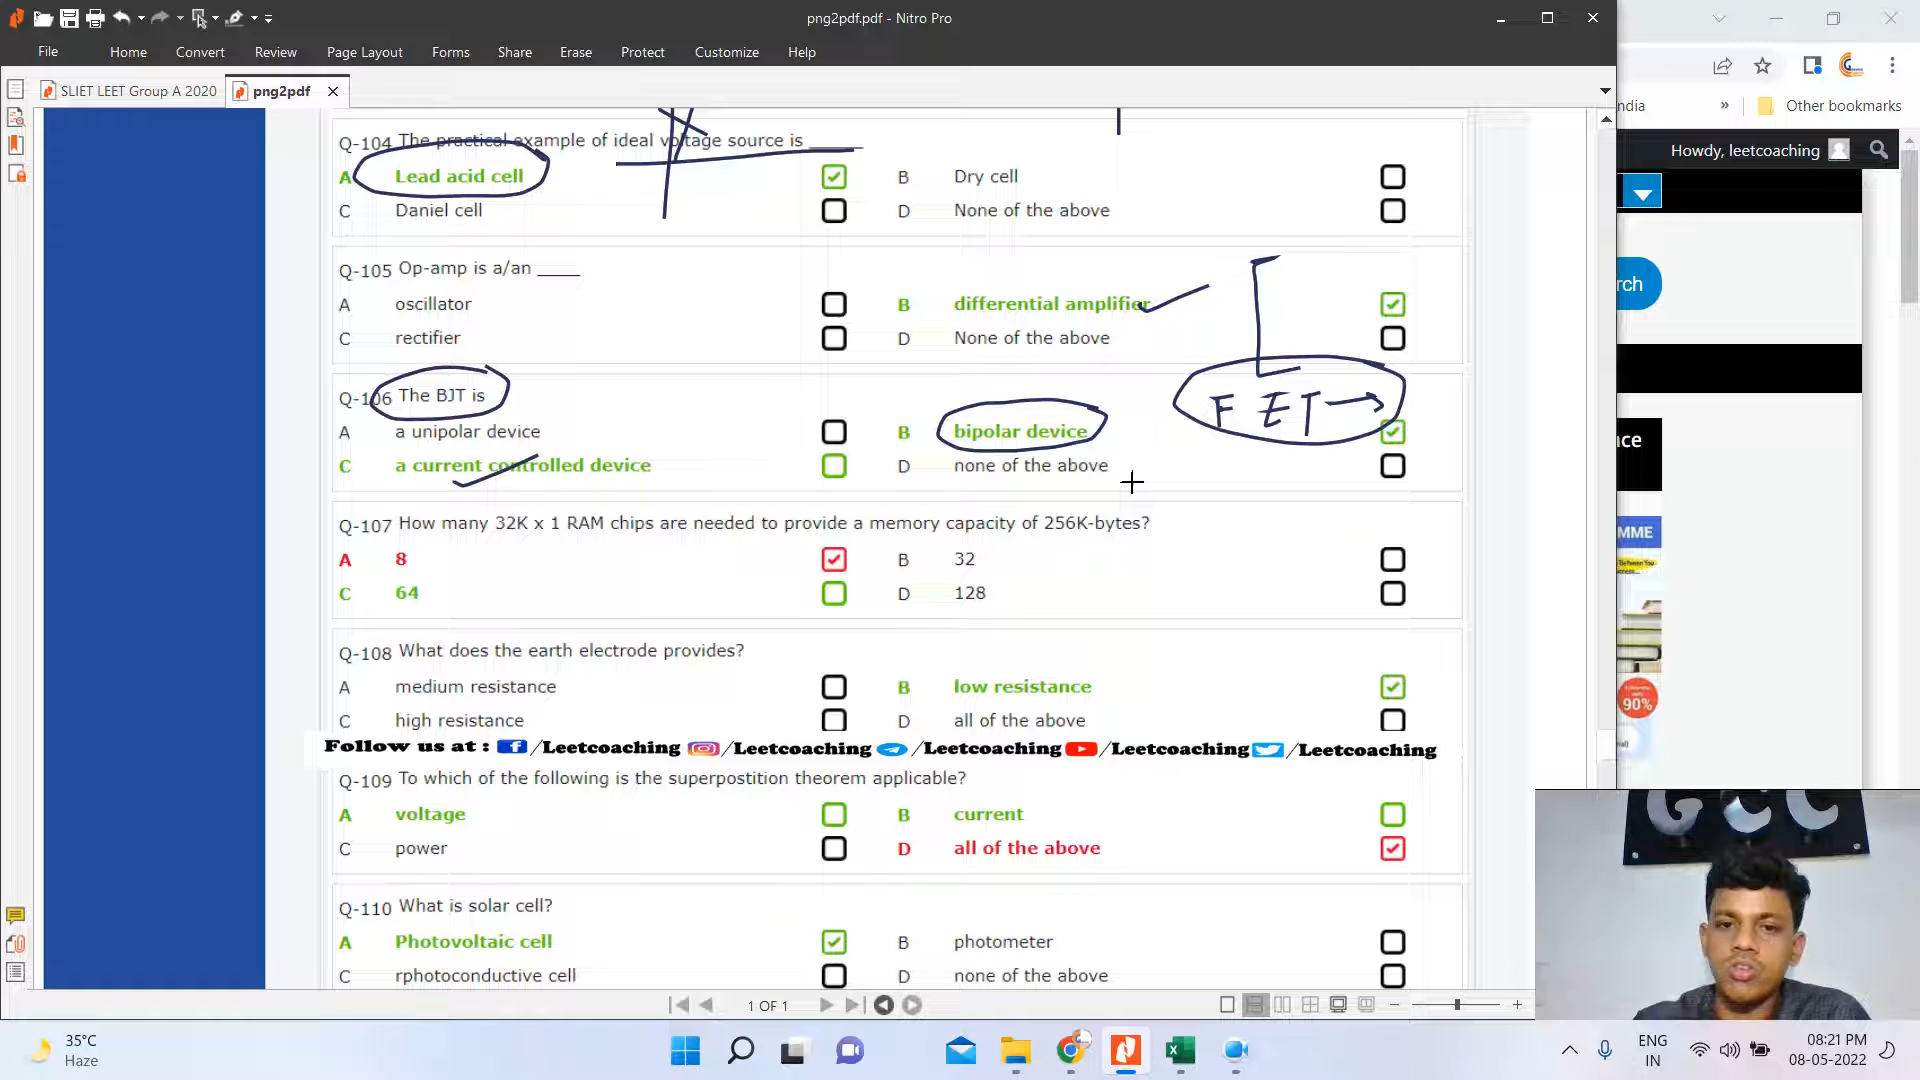 png2pdf.pdf - Nitro Pro
File Home Convert Review Page Layout Forms Share Erase Protect Customize Help
SLIET LEET Group A 2020 png2pdf
ndia » Other bookmarks
Howdy, leetcoaching
rch
nce
MME
90%
Q-104 The practical example of ideal voltage source is _____
A Lead acid cell B Dry cell
C Daniel cell D None of the above
Q-105 Op-amp is a/an ____
A oscillator B differential amplifier
C rectifier D None of the above
Q-106 The BJT is
FET→
A a unipolar device B bipolar device
C a current controlled device D none of the above
Q-107 How many 32K x 1 RAM chips are needed to provide a memory capacity of 256K-bytes?
A 8 B 32
C 64 D 128
Q-108 What does the earth electrode provides?
A medium resistance B low resistance
C high resistance D all of the above
Follow us at : /Leetcoaching /Leetcoaching /Leetcoaching /Leetcoaching /Leetcoaching
Q-109 To which of the following is the superpostition theorem applicable?
A voltage B current
C power D all of the above
Q-110 What is solar cell?
A Photovoltaic cell B photometer
C rphotoconductive cell D none of the above
GCC
1 OF 1
35°C
Haze
ENG
IN
08:21 PM
08-05-2022